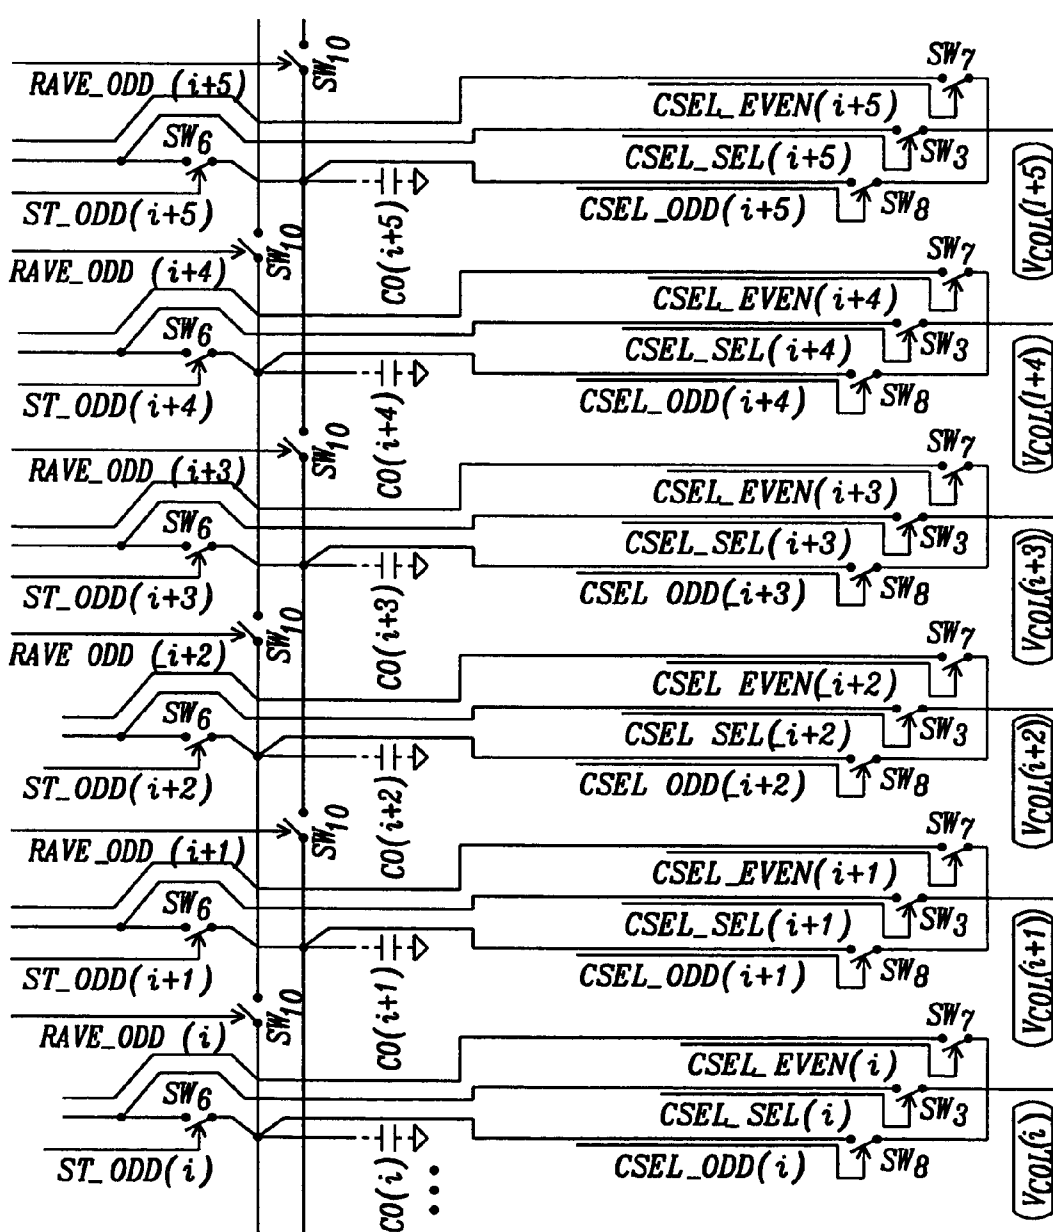 SW10
SW7
RAVE_ODD (i+5)
CSEL_EVEN(i+5)
SW6
CSEL_SEL(i+5)
SW3
ST_ODD(i+5)
CSEL_ODD(i+5)
SW8
CO(i+5)
VCOL(I+5)
SW10
SW7
RAVE_ODD (i+4)
CSEL_EVEN(i+4)
SW6
CSEL_SEL(i+4)
SW3
ST_ODD(i+4)
CSEL_ODD(i+4)
SW8
CO(i+4)
VCOL(I+4)
SW10
SW7
RAVE_ODD (i+3)
CSEL_EVEN(i+3)
SW6
CSEL_SEL(i+3)
SW3
ST_ODD(i+3)
CSEL ODD(_i+3)
SW8
CO(i+3)
VCOL(i+3)
SW10
SW7
RAVE ODD (_i+2)
CSEL EVEN(_i+2)
SW6
CSEL SEL(_i+2)
SW3
ST_ODD(i+2)
CSEL ODD(_i+2)
SW8
CO(i+2)
VCOL(i+2)
SW10
SW7
RAVE_ODD (i+1)
CSEL_EVEN(i+1)
SW6
CSEL_SEL(i+1)
SW3
ST_ODD(i+1)
CSEL_ODD(i+1)
SW8
CO(i+1)
VCOL(i+1)
SW10
SW7
RAVE_ODD (i)
CSEL_EVEN(i)
SW6
CSEL_SEL(i)
SW3
ST_ODD(i)
CSEL_ODD(i)
SW8
CO(i)
VCOL(i)